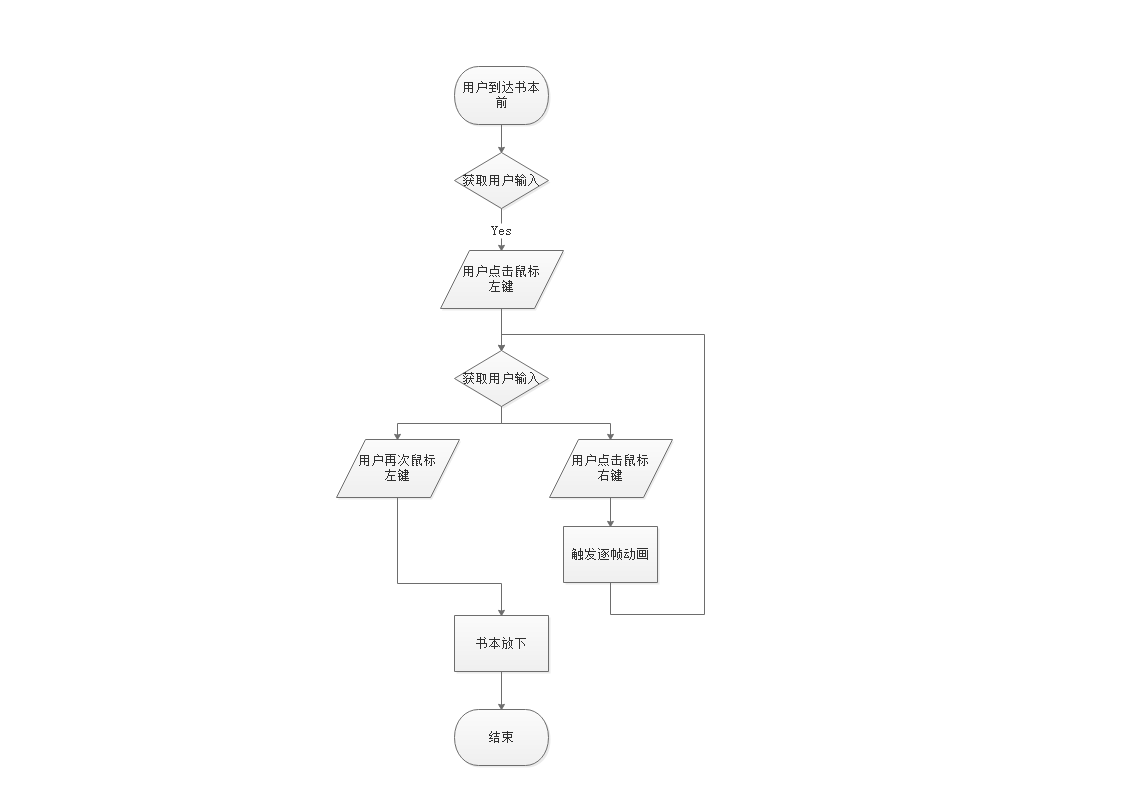 用户到达书本
前
获取用户输入
Yes
用户点击鼠标
左键
获取用户输入
用户再次鼠标
左键
用户点击鼠标
右键
触发逐帧动画
书本放下
结束